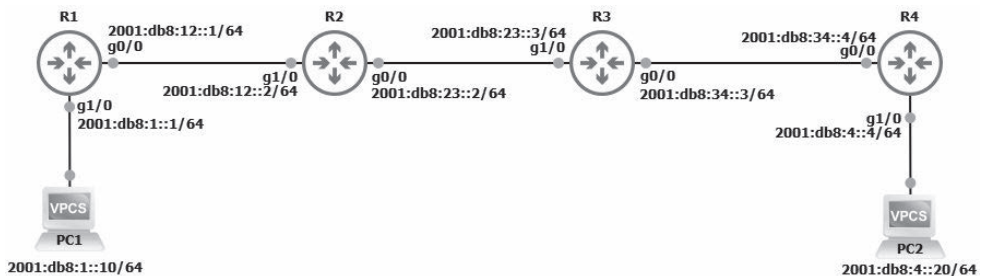 R1
R2
R3
R4
2001:db8:12::1/64
g0/0
2001:db8:23::3/64
g1/0
2001:db8:34::4/64
g0/0
g1/0
2001:db8:12::2/64
g0/0
2001:db8:23::2/64
g0/0
2001:db8:34::3/64
g1/0
2001:db8:1::1/64
g1/0
2001:db8:4::4/64
VPCS
PC1
2001:db8:1::10/64
VPCS
PC2
2001:db8:4::20/64